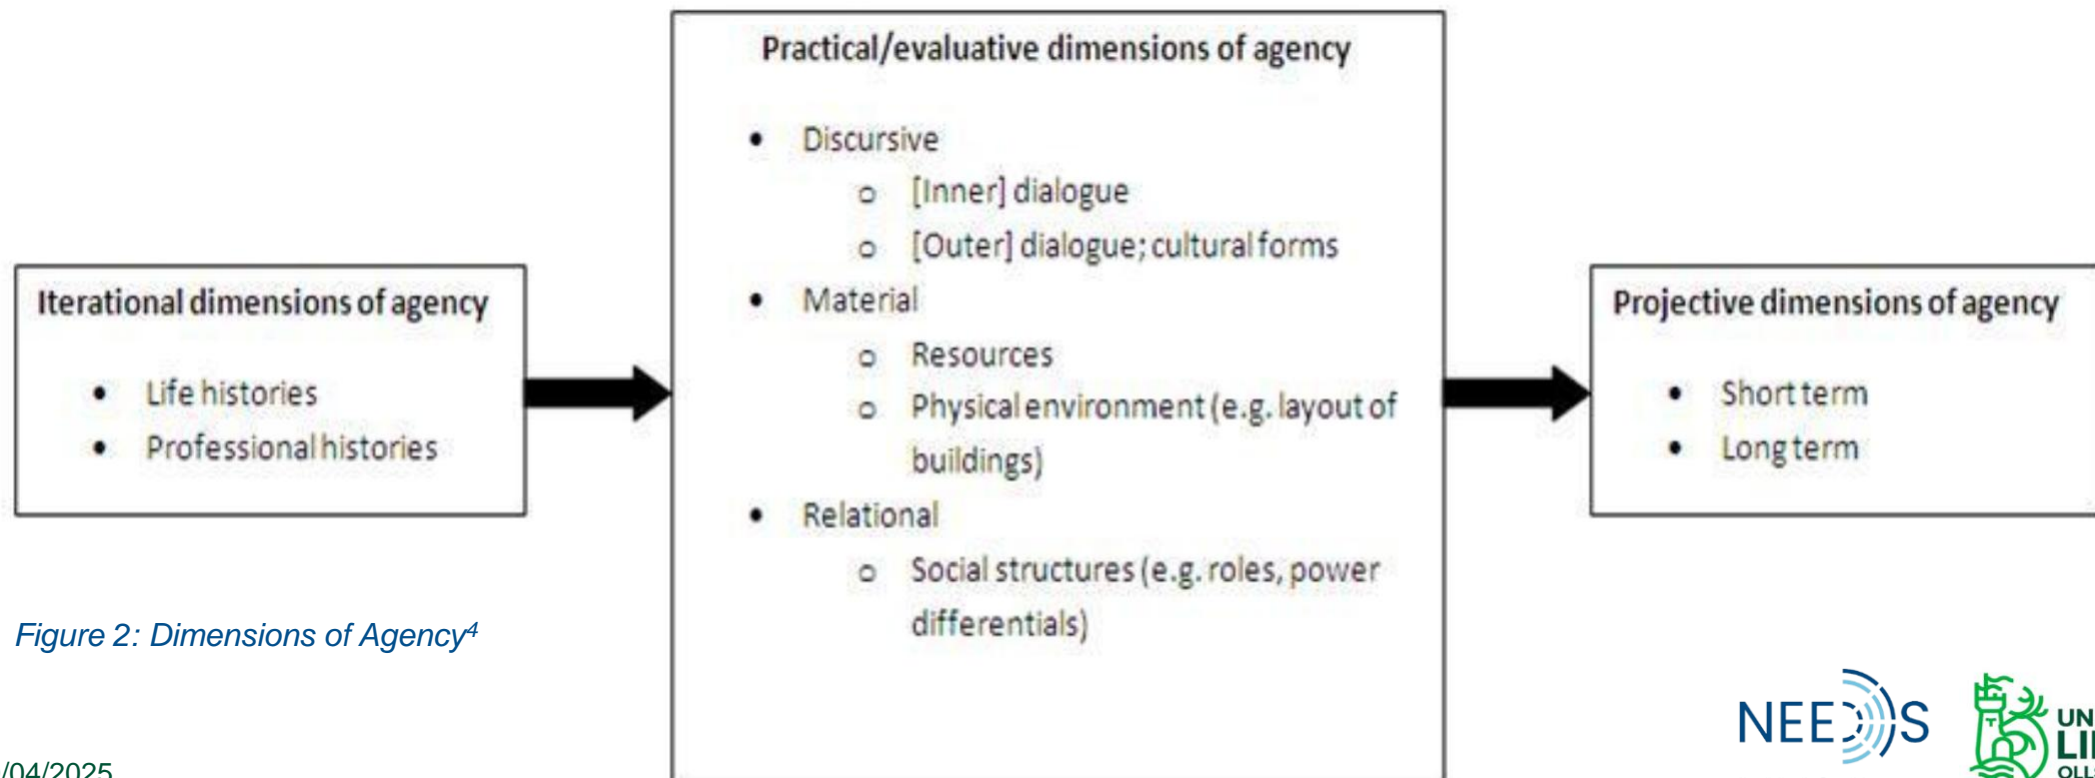 Iterational dimensions of agency
• Life histories
• Professional histories
Practical/evaluative dimensions of agency
• Discursive
o [Inner] dialogue
o [Outer] dialogue; cultural forms
• Material
o Resources
o Physical environment (e.g. layout of
buildings)
• Relational
o Social structures (e.g. roles, power
differentials)
Projective dimensions of agency
• Short term
• Long term
Figure 2: Dimensions of Agency⁴
/04/2025
NEEDS